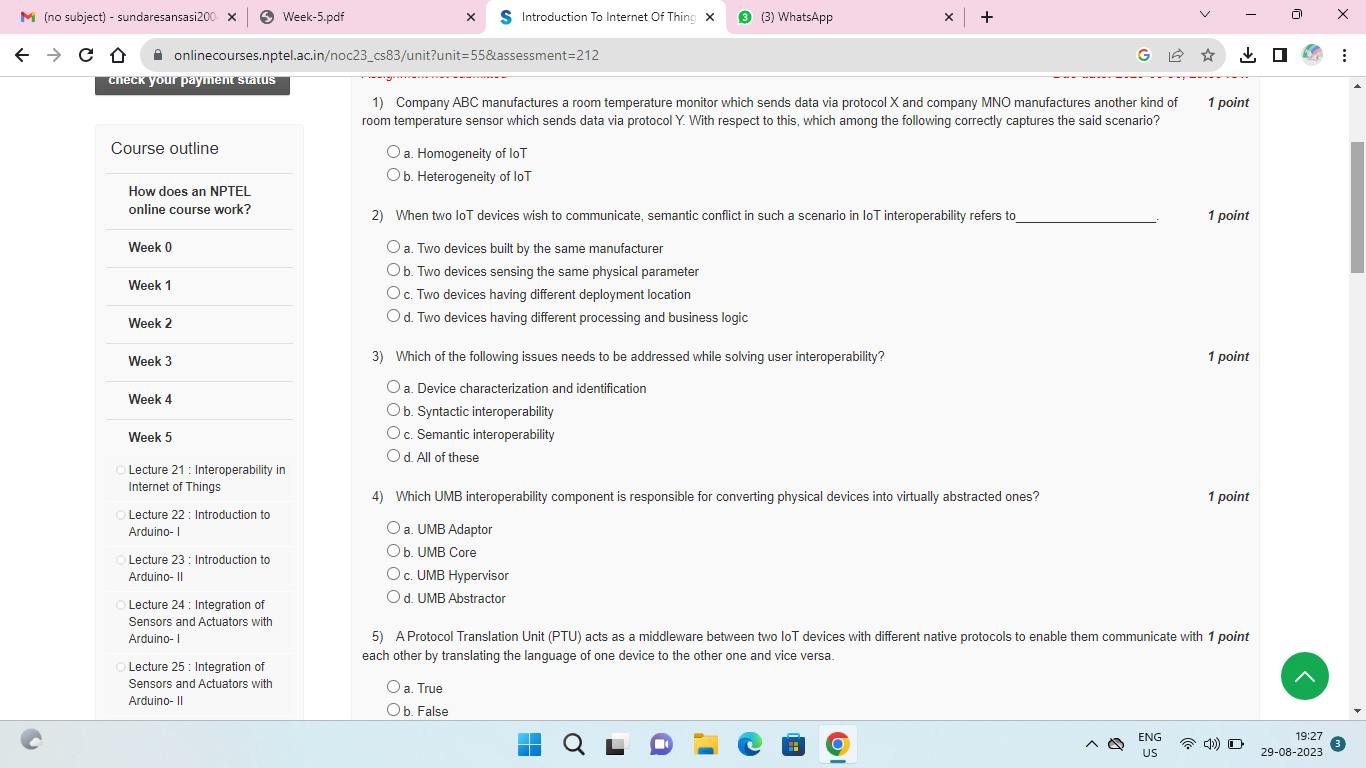 (no subject) - sundaresansasi200
Week-5.pdf
Introduction To Internet Of Thing
(3) WhatsApp
onlinecourses.nptel.ac.in/noc23_cs83/unit?unit=55&assessment=212
check your payment status
Course outline
How does an NPTEL
online course work?
Week 0
Week 1
Week 2
Week 3
Week 4
Week 5
Lecture 21 : Interoperability in
Internet of Things
Lecture 22 : Introduction to
Arduino- I
Lecture 23 : Introduction to
Arduino- II
Lecture 24 : Integration of
Sensors and Actuators with
Arduino- I
Lecture 25 : Integration of
Sensors and Actuators with
Arduino- II
1) Company ABC manufactures a room temperature monitor which sends data via protocol X and company MNO manufactures another kind of 1 point
room temperature sensor which sends data via protocol Y. With respect to this, which among the following correctly captures the said scenario?
a. Homogeneity of IoT
b. Heterogeneity of IoT
2) When two IoT devices wish to communicate, semantic conflict in such a scenario in IoT interoperability refers to____________________. 1 point
a. Two devices built by the same manufacturer
b. Two devices sensing the same physical parameter
c. Two devices having different deployment location
d. Two devices having different processing and business logic
3) Which of the following issues needs to be addressed while solving user interoperability? 1 point
a. Device characterization and identification
b. Syntactic interoperability
c. Semantic interoperability
d. All of these
4) Which UMB interoperability component is responsible for converting physical devices into virtually abstracted ones? 1 point
a. UMB Adaptor
b. UMB Core
c. UMB Hypervisor
d. UMB Abstractor
5) A Protocol Translation Unit (PTU) acts as a middleware between two IoT devices with different native protocols to enable them communicate with 1 point
each other by translating the language of one device to the other one and vice versa.
a. True
b. False
ENG
US
19:27
29-08-2023
3